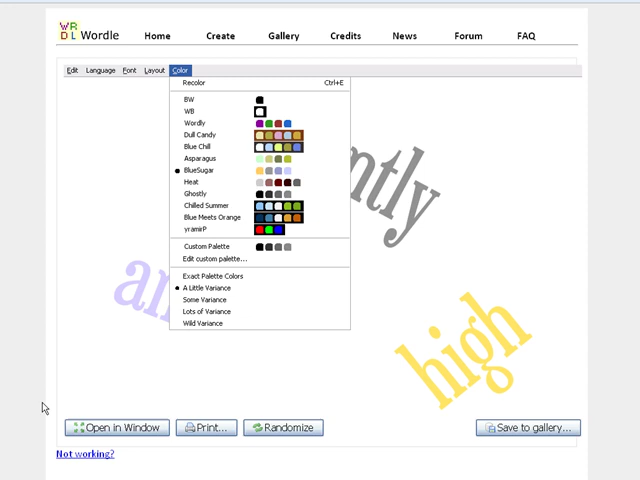 WR
DL Wordle Home Create Gallery Credits News Forum FAQ
Edit Language Font Layout Color
Recolor Ctrl+E
BW
WB
Wordly
Dull Candy
Blue Chill
Asparagus
BlueSugar
Heat
Ghostly
Chilled Summer
Blue Meets Orange
yramirP
Custom Palette
Edit custom palette...
Exact Palette Colors
A Little Variance
Some Variance
Lots of Variance
Wild Variance
high
Open in Window Print... Randomize Save to gallery...
Not working?